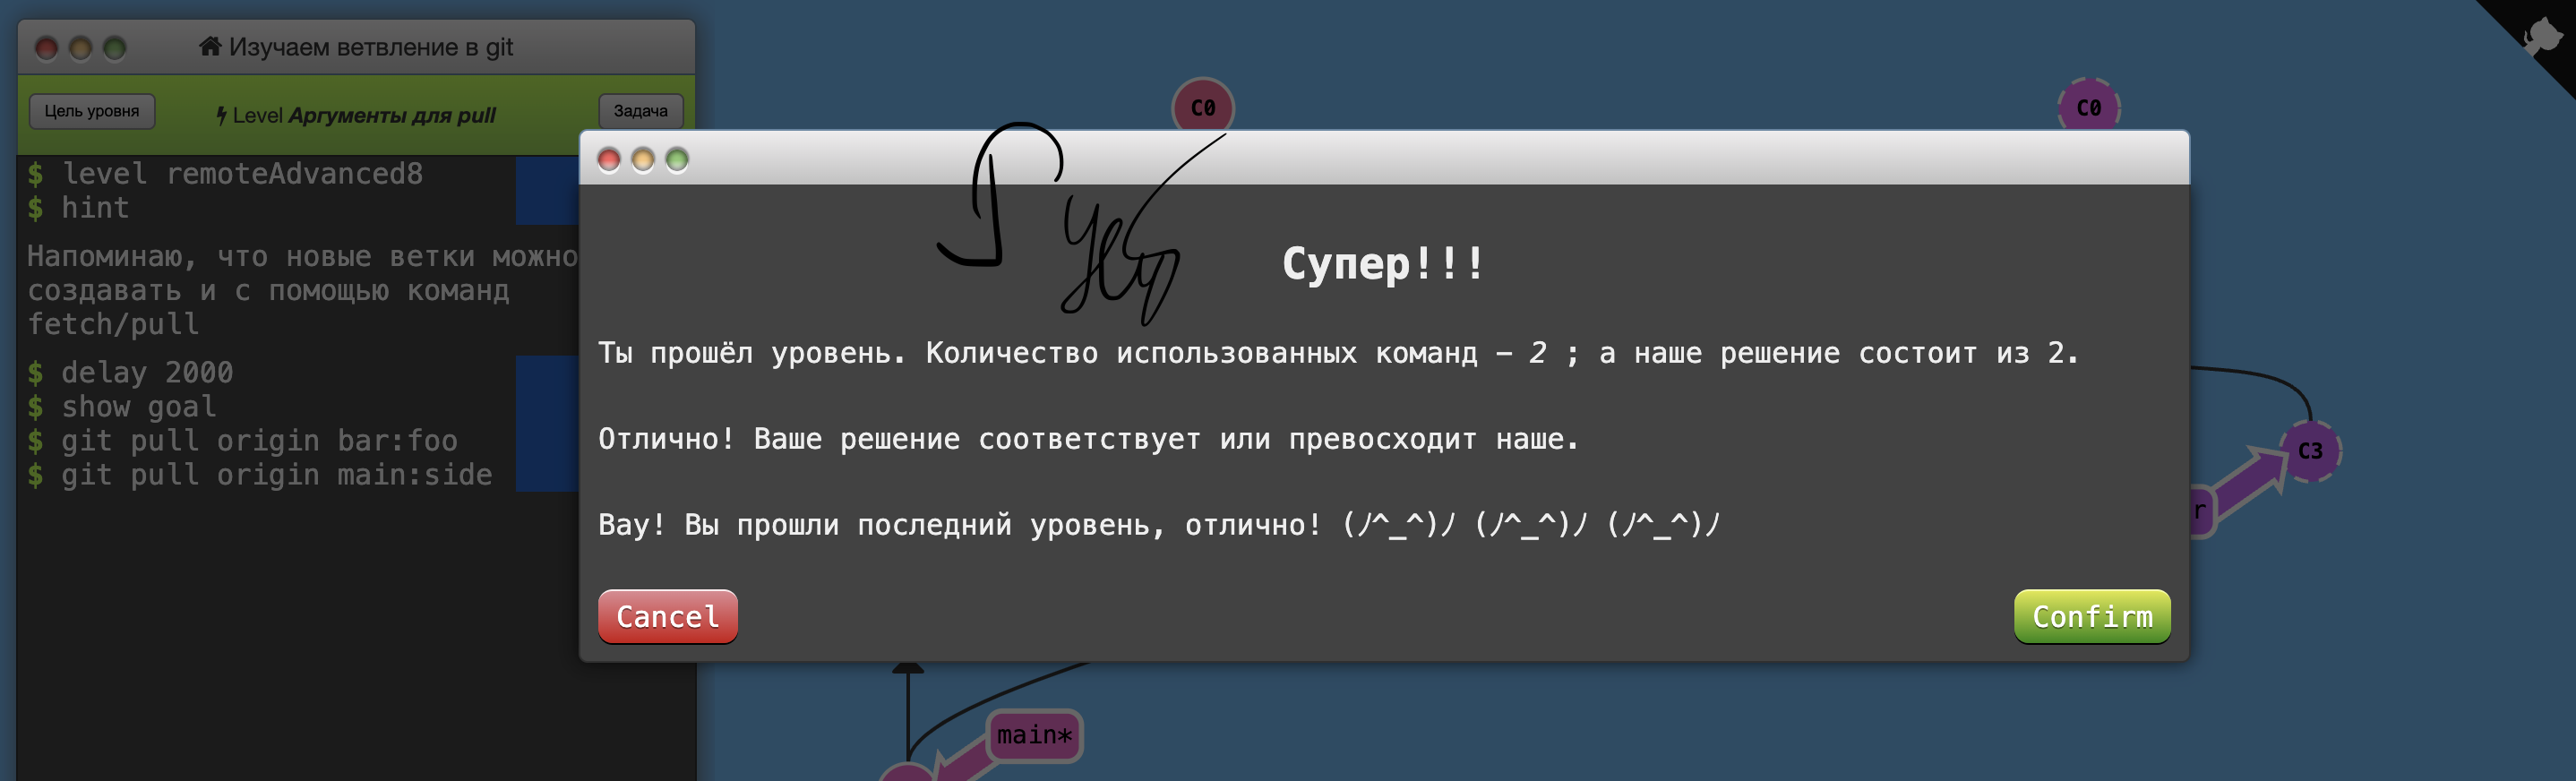 Изучаем ветвление в git
Цель уровня
Level Аргументы для pull
Задача
$ level remoteAdvanced8
$ hint
Напоминаю, что новые ветки можно
создавать и с помощью команд
fetch/pull
$ delay 2000
$ show goal
$ git pull origin bar:foo
$ git pull origin main:side
C0
C0
Супер!!!
Ты прошёл уровень. Количество использованных команд – 2 ; а наше решение состоит из 2.
Отлично! Ваше решение соответствует или превосходит наше.
Вау! Вы прошли последний уровень, отлично! (ﾉ^_^)ﾉ (ﾉ^_^)ﾉ (ﾉ^_^)ﾉ
Cancel
Confirm
C3
r
main*